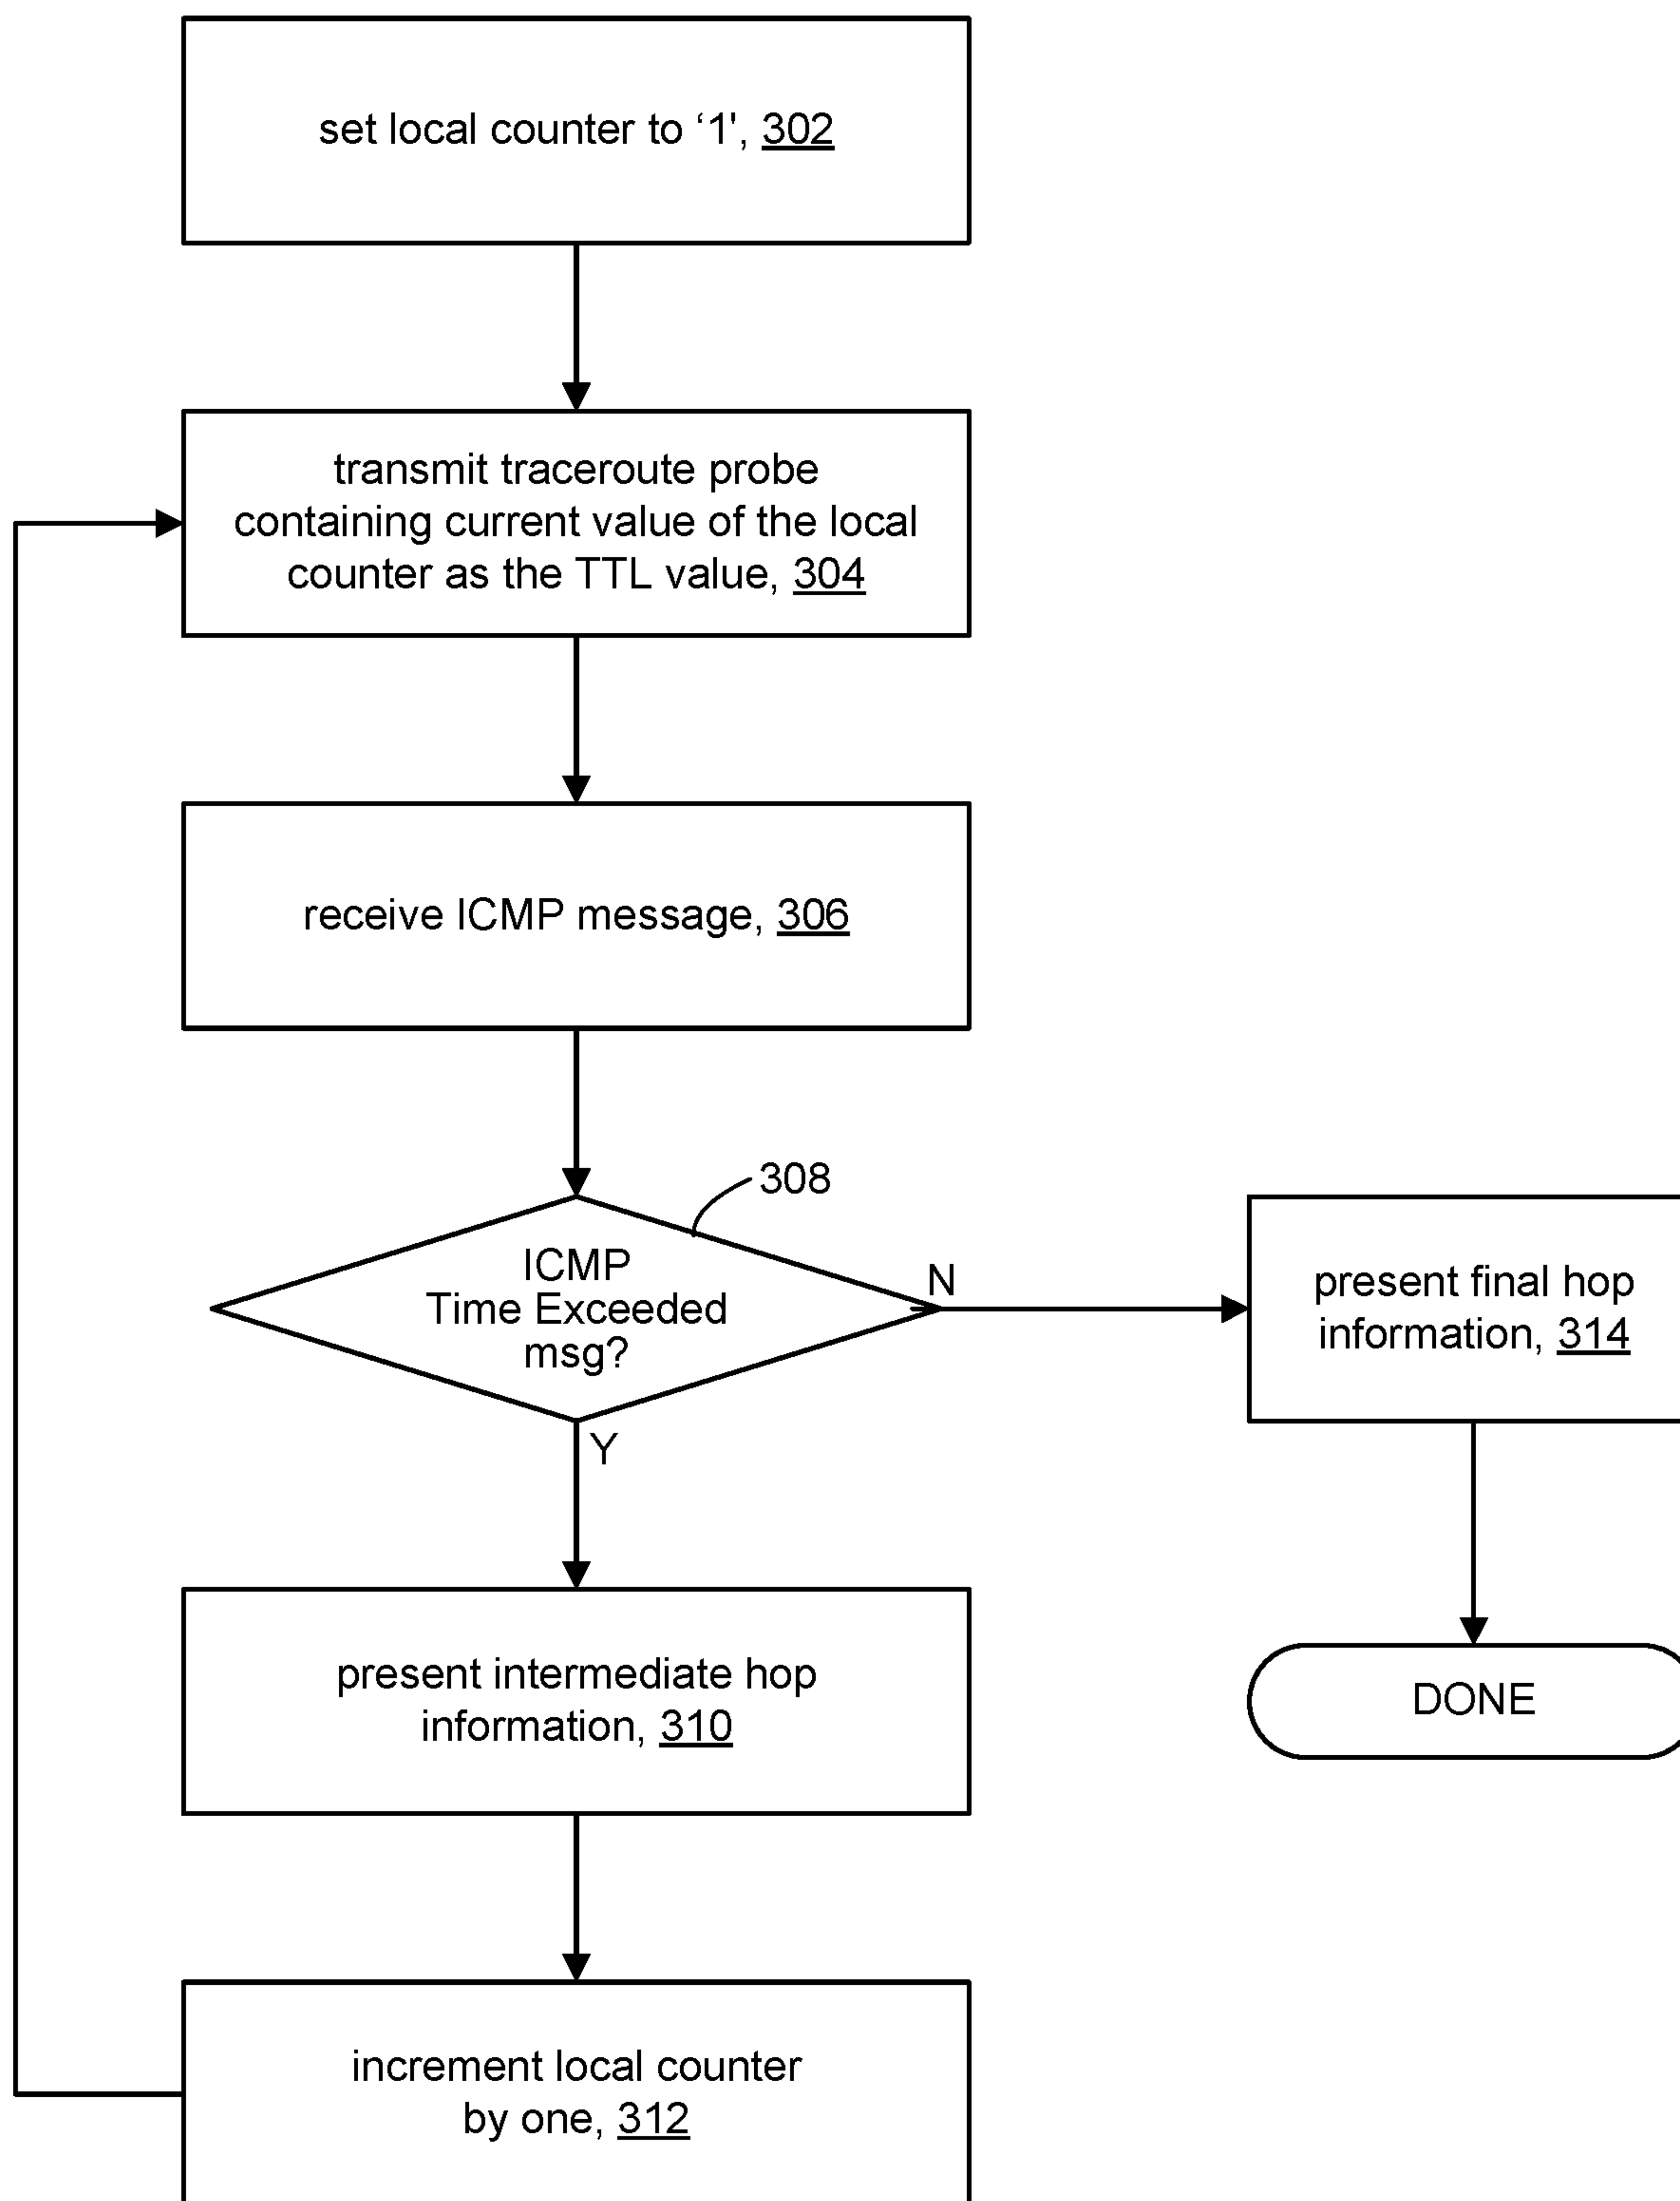 set local counter to ‘1', 302
transmit traceroute probe
containing current value of the local
counter as the TTL value, 304
receive ICMP message, 306
308
ICMP
Time Exceeded
msg?
N
present final hop
information, 314
Y
present intermediate hop
information, 310
DONE
increment local counter
by one, 312